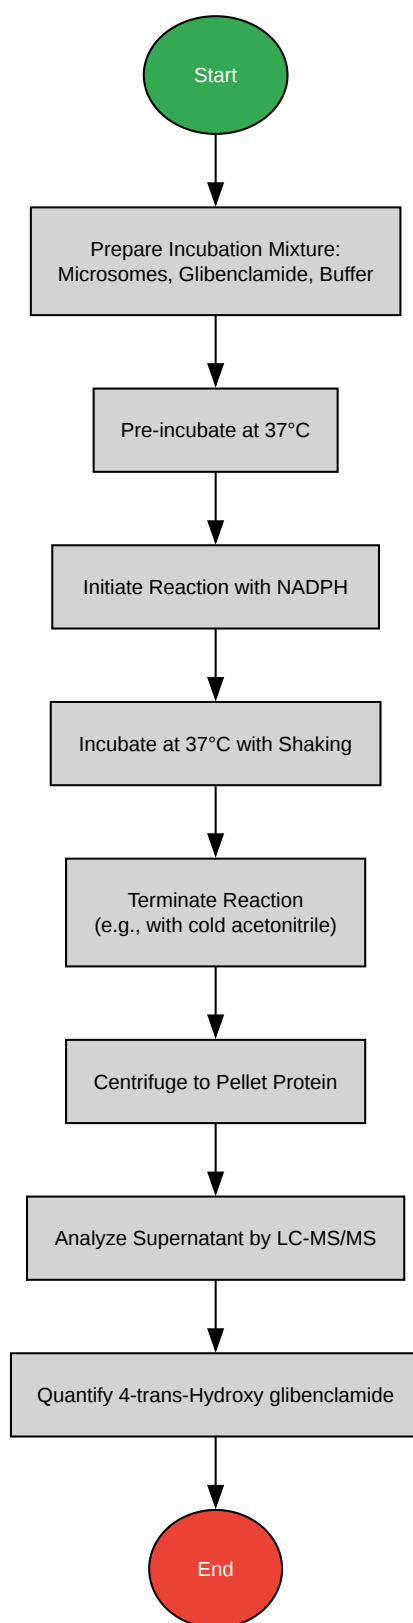 Start
Prepare Incubation Mixture:
Microsomes, Glibenclamide, Buffer
Pre-incubate at 37°C
Initiate Reaction with NADPH
Incubate at 37°C with Shaking
Terminate Reaction
(e.g., with cold acetonitrile)
Centrifuge to Pellet Protein
Analyze Supernatant by LC-MS/MS
Quantify 4-trans-Hydroxy glibenclamide
End